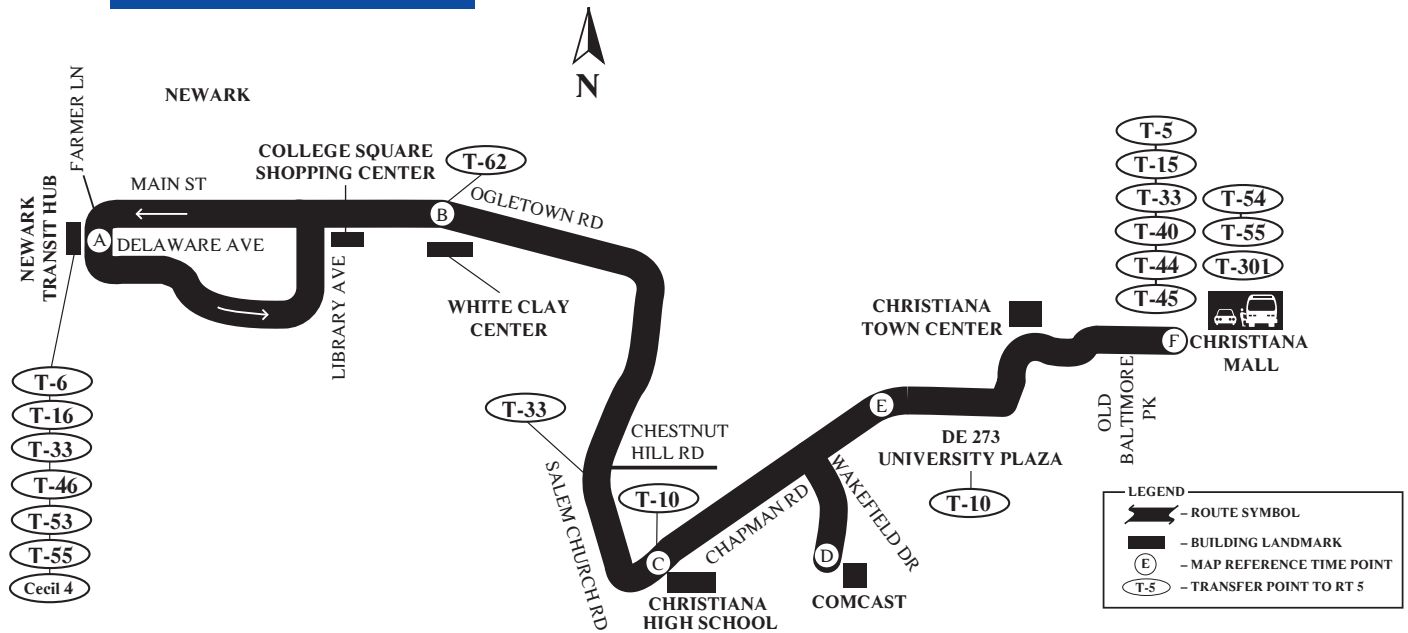 N
NEWARK
FARMER LN
MAIN ST
COLLEGE SQUARE
SHOPPING CENTER
T-62
OGLETOWN RD
NEWARK
TRANSIT HUB
A
DELAWARE AVE
B
LIBRARY AVE
WHITE CLAY
CENTER
T-6
T-16
T-33
T-46
T-53
T-55
Cecil 4
T-33
CHESTNUT
HILL RD
SALEM CHURCH RD
T-10
C
CHRISTIANA
HIGH SCHOOL
CHAPMAN RD
WAKEFIELD DR
D
COMCAST
E
DE 273
UNIVERSITY PLAZA
T-10
CHRISTIANA
TOWN CENTER
T-5
T-15
T-33
T-40
T-44
T-45
T-54
T-55
T-301
F
CHRISTIANA
MALL
OLD
BALTIMORE
PK
LEGEND
– ROUTE SYMBOL
– BUILDING LANDMARK
E – MAP REFERENCE TIME POINT
T-5 – TRANSFER POINT TO RT 5